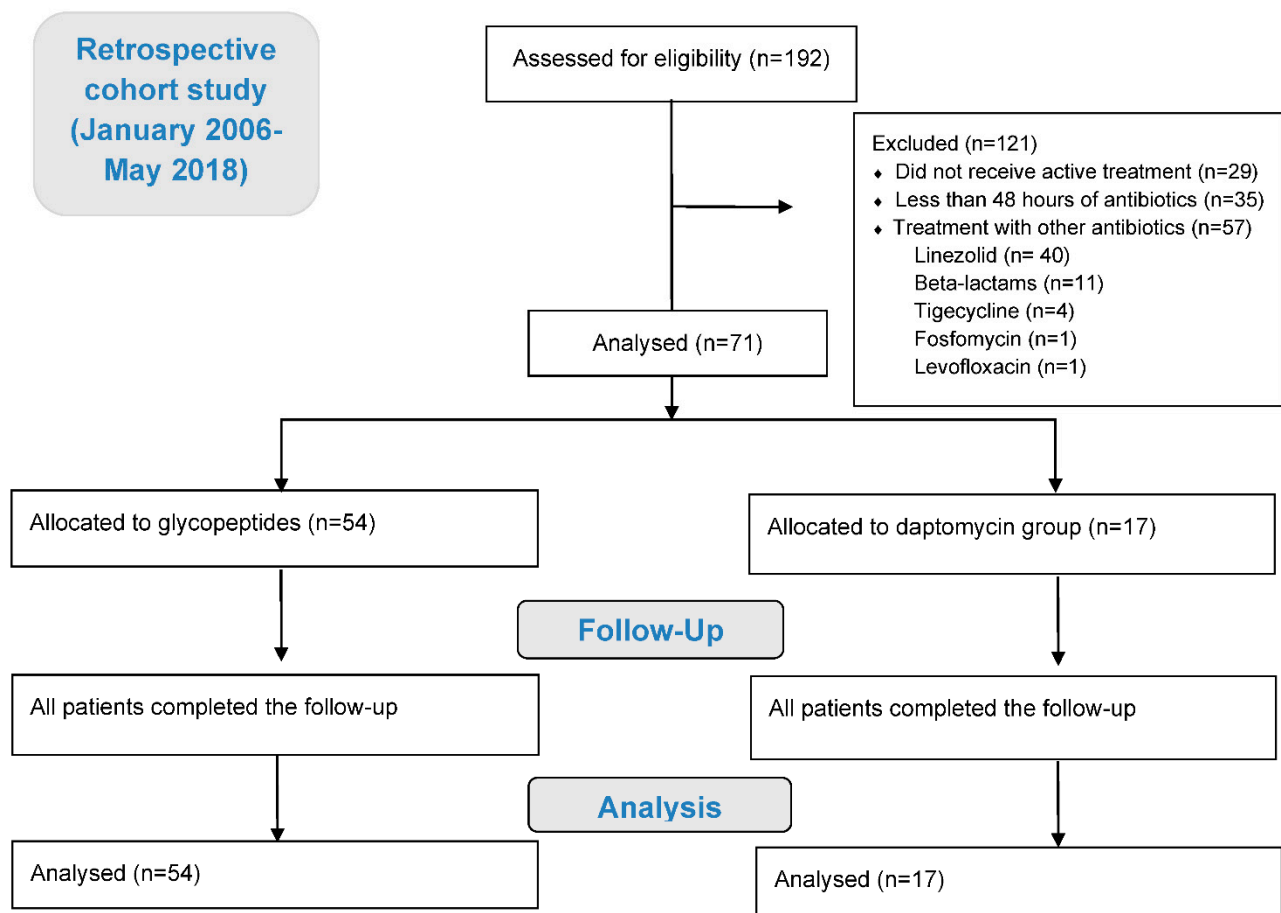 Retrospective
cohort study
(January 2006-
May 2018)
Assessed for eligibility (n=192)
Excluded (n=121)
♦ Did not receive active treatment (n=29)
♦ Less than 48 hours of antibiotics (n=35)
♦ Treatment with other antibiotics (n=57)
Linezolid (n= 40)
Beta-lactams (n=11)
Tigecycline (n=4)
Fosfomycin (n=1)
Levofloxacin (n=1)
Analysed (n=71)
Allocated to glycopeptides (n=54)
Allocated to daptomycin group (n=17)
Follow-Up
All patients completed the follow-up
All patients completed the follow-up
Analysis
Analysed (n=54)
Analysed (n=17)